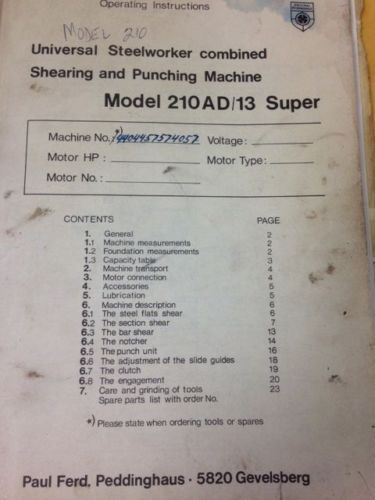 Operating Instructions
MODEL 210
Universal Steelworker combined
Shearing and Punching Machine
Model 210AD/13 Super
Machine No.*) Voltage:
Motor HP : Motor Type:
Motor No. :
CONTENTS PAGE
1. General 2
1.1 Machine measurements 2
1.2 Foundation measurements 2
1.3 Capacity table 3
2. Machine transport 4
3. Motor connection 4
4. Accessories 5
5. Lubrication 5
6. Machine description 6
6.1 The steel flats shear 6
6.2 The section shear 7
6.3 The bar shear 13
6.4 The notcher 14
6.5 The punch unit 16
6.6 The adjustment of the slide guides 18
6.7 The clutch 19
6.8 The engagement 20
7. Care and grinding of tools 23
Spare parts list with order No.
*) Please state when ordering tools or spares
Paul Ferd. Peddinghaus · 5820 Gevelsberg